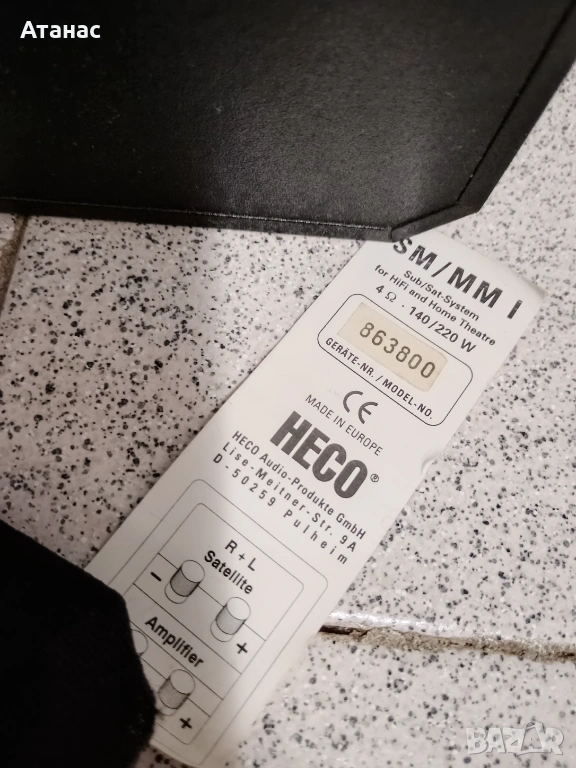 Атанас
SM/MM I
Sub/Sat-System
for HiFi and Home Theatre
4 Ω . 140/220 W
863800
GERÄTE-NR./MODEL-NO.
CE
MADE IN EUROPE
HECO®
HECO Audio-Produkte GmbH
Lise-Meitner-Str. 9A
D-50259 Pulheim
R + L
Satellite
- +
Amplifier
+
BAZAR